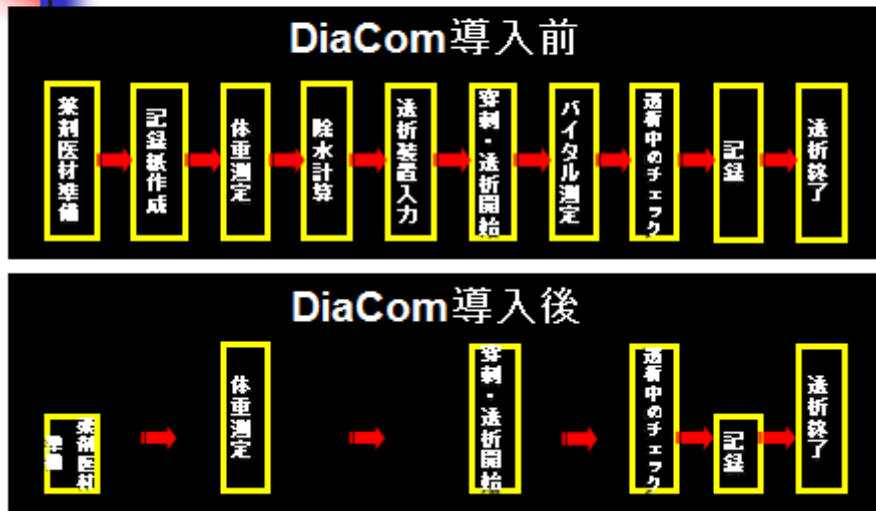 DiaCom導入前
薬剤医材準備
記録紙作成
体重測定
除水計算
透析装置入力
穿刺・透析開始
バイタル測定
透析中のチェック
記録
透析終了
DiaCom導入後
薬剤医材
準備
体重測定
穿刺・透析開始
透析中のチェック
記録
透析終了